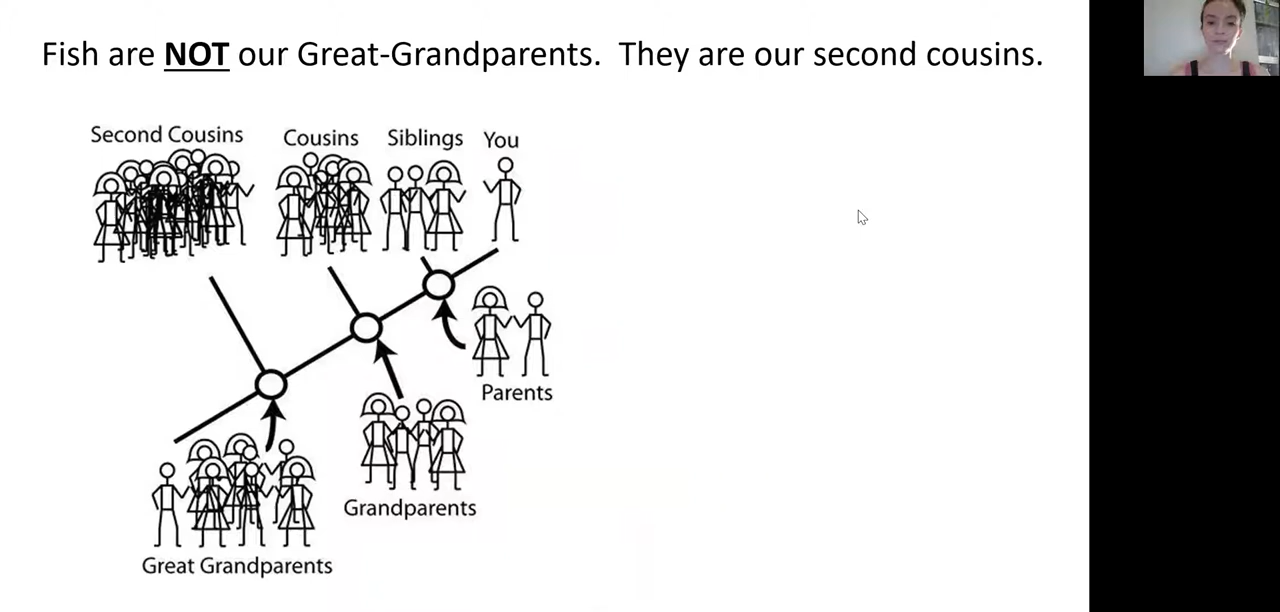 Fish are NOT our Great-Grandparents. They are our second cousins.
Second Cousins
Cousins
Siblings
You
Parents
Grandparents
Great Grandparents